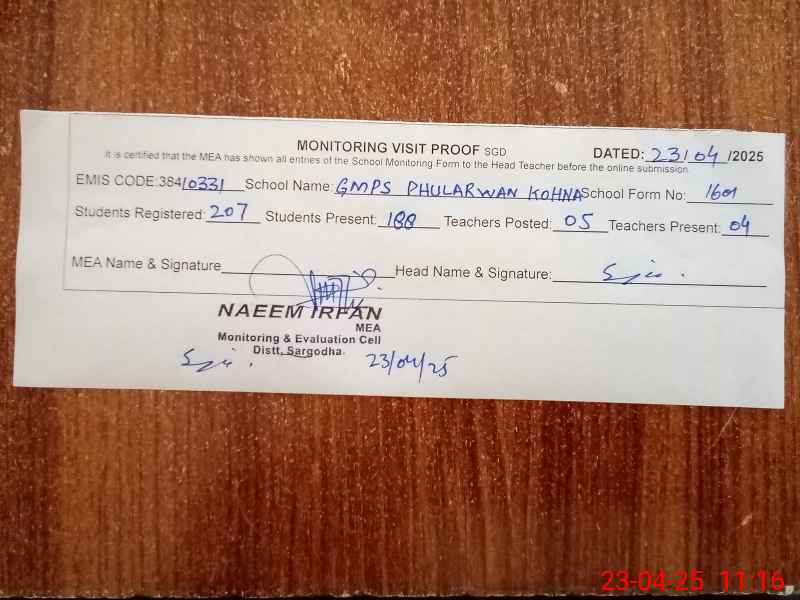 MONITORING VISIT PROOF SGD DATED: 23/04/2025
It is certified that the MEA has shown all entries of the School Monitoring Form to the Head Teacher before the online submission
EMIS CODE:38410331 School Name: GMPS PHULARWAN KOHNA School Form No: 1601
Students Registered: 207 Students Present: 188 Teachers Posted: 05 Teachers Present: 04
MEA Name & Signature Head Name & Signature:
NAEEM IRFAN
MEA
Monitoring & Evaluation Cell
Distt, Sargodha.
23/04/25
23-04-25 11:16